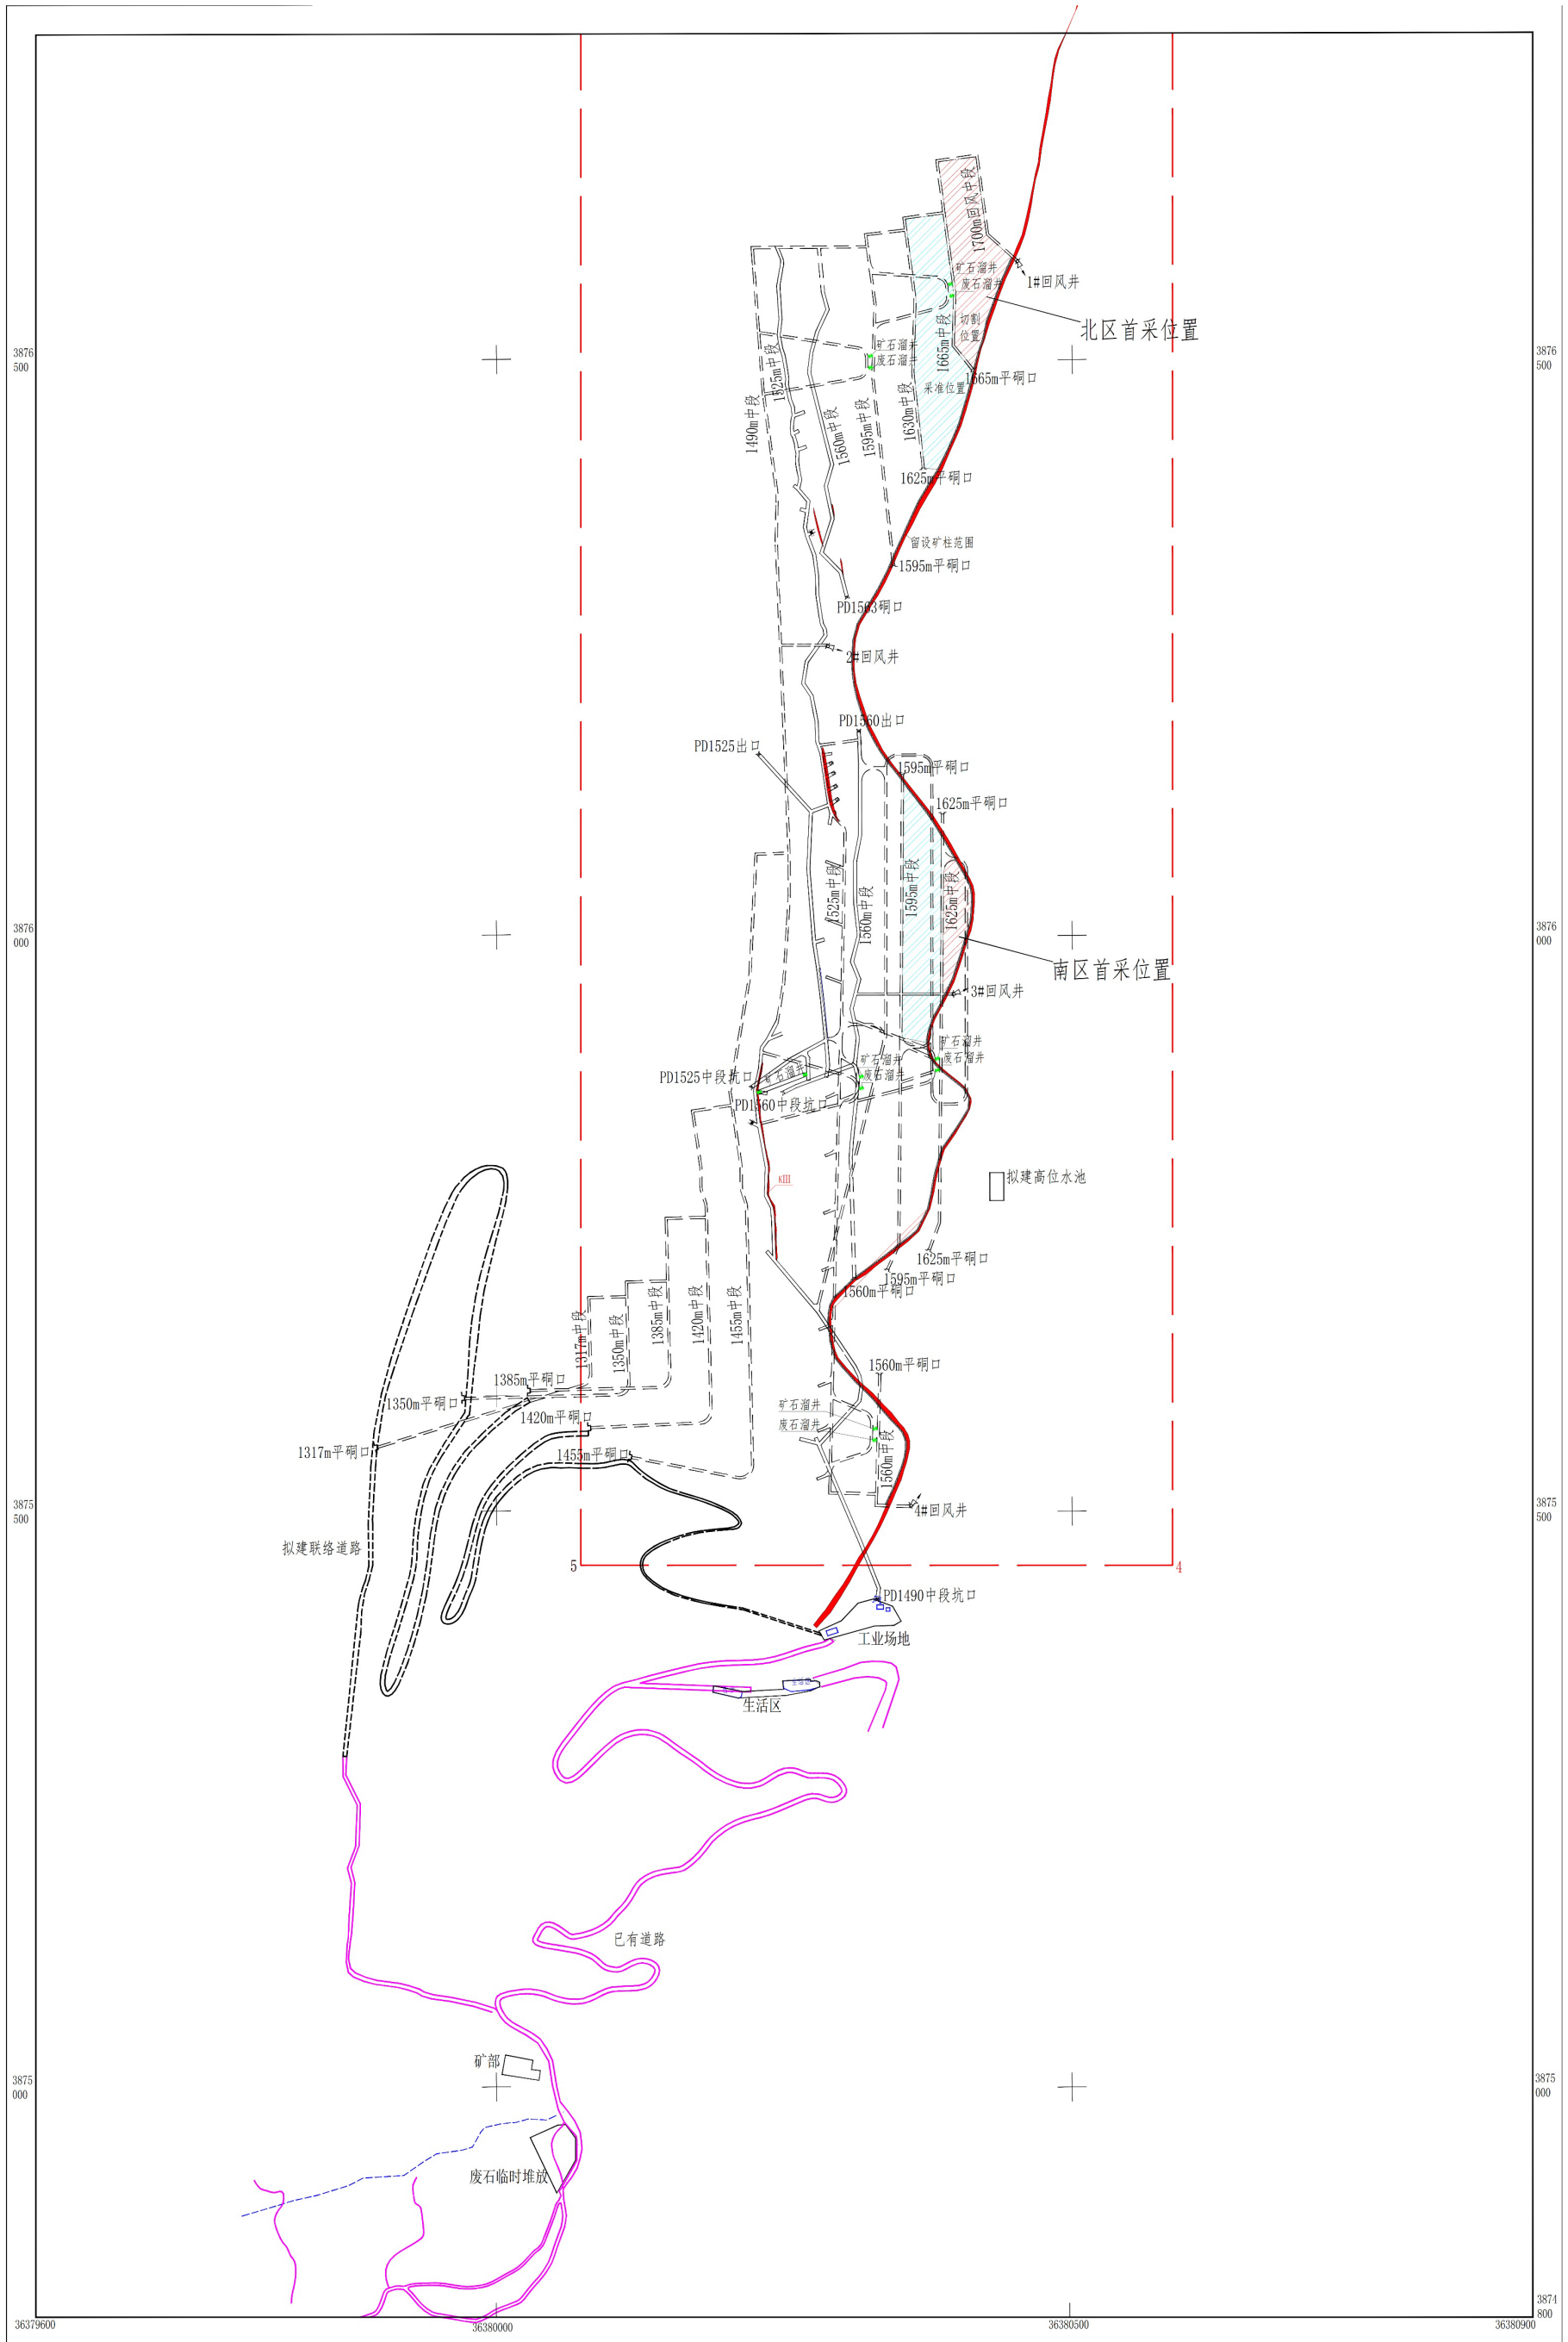 1700m回风中段
矿石溜井
废石溜井
1#回风井
切割
位置
北区首采位置
3876
500
3876
500
矿石溜井
废石溜井
1665m中段
1665m平硐口
采准位置
1525m中段
1490m中段
1560m中段
1595m中段
1630m中段
1625m平硐口
留设矿柱范围
1595m平硐口
PD1563硐口
2#回风井
PD1560出口
PD1525出口
1595m平硐口
1625m平硐口
1525m中段
1560m中段
1595m中段
1625m中段
3876
000
3876
000
南区首采位置
3#回风井
矿石溜井
废石溜井
矿石溜井
废石溜井
矿石溜井
PD1525中段坑口
PD1560中段坑口
KⅢ
拟建高位水池
1625m平硐口
1595m平硐口
1560m平硐口
1317m中段
1350m中段
1385m中段
1420m中段
1455m中段
1560m平硐口
1385m平硐口
1350m平硐口
1420m平硐口
1317m平硐口
1455m平硐口
矿石溜井
废石溜井
1560m中段
4#回风井
3875
500
3875
500
拟建联络道路
5
4
PD1490中段坑口
工业场地
生活区
已有道路
矿部
3875
000
3875
000
废石临时堆放
3874
800
36379600
36380000
36380500
36380900